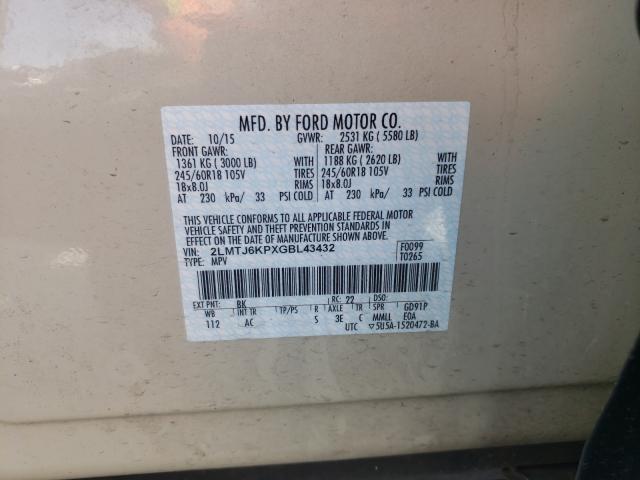 MFD. BY FORD MOTOR CO.
DATE: 10/15 GVWR: 2531 KG ( 5580 LB)
FRONT GAWR: REAR GAWR:
1361 KG ( 3000 LB) WITH 1188 KG ( 2620 LB) WITH
245/60R18 105V TIRES 245/60R18 105V TIRES
18x8.0J RIMS 18x8.0J RIMS
AT 230 kPa/ 33 PSI COLD AT 230 kPa/ 33 PSI COLD
THIS VEHICLE CONFORMS TO ALL APPLICABLE FEDERAL MOTOR
VEHICLE SAFETY AND THEFT PREVENTION STANDARDS IN
EFFECT ON THE DATE OF MANUFACTURE SHOWN ABOVE.
VIN: 2LMTJ6KPXGBL43432 F0099
TYPE: MPV T0265
EXT PNT: BK RC: 22 DSO:
WB INT TR TP/PS R AXLE TR SPR GD91P
112 AC S 3E C MMLL EOA
UTC 5U5A-1520472-BA